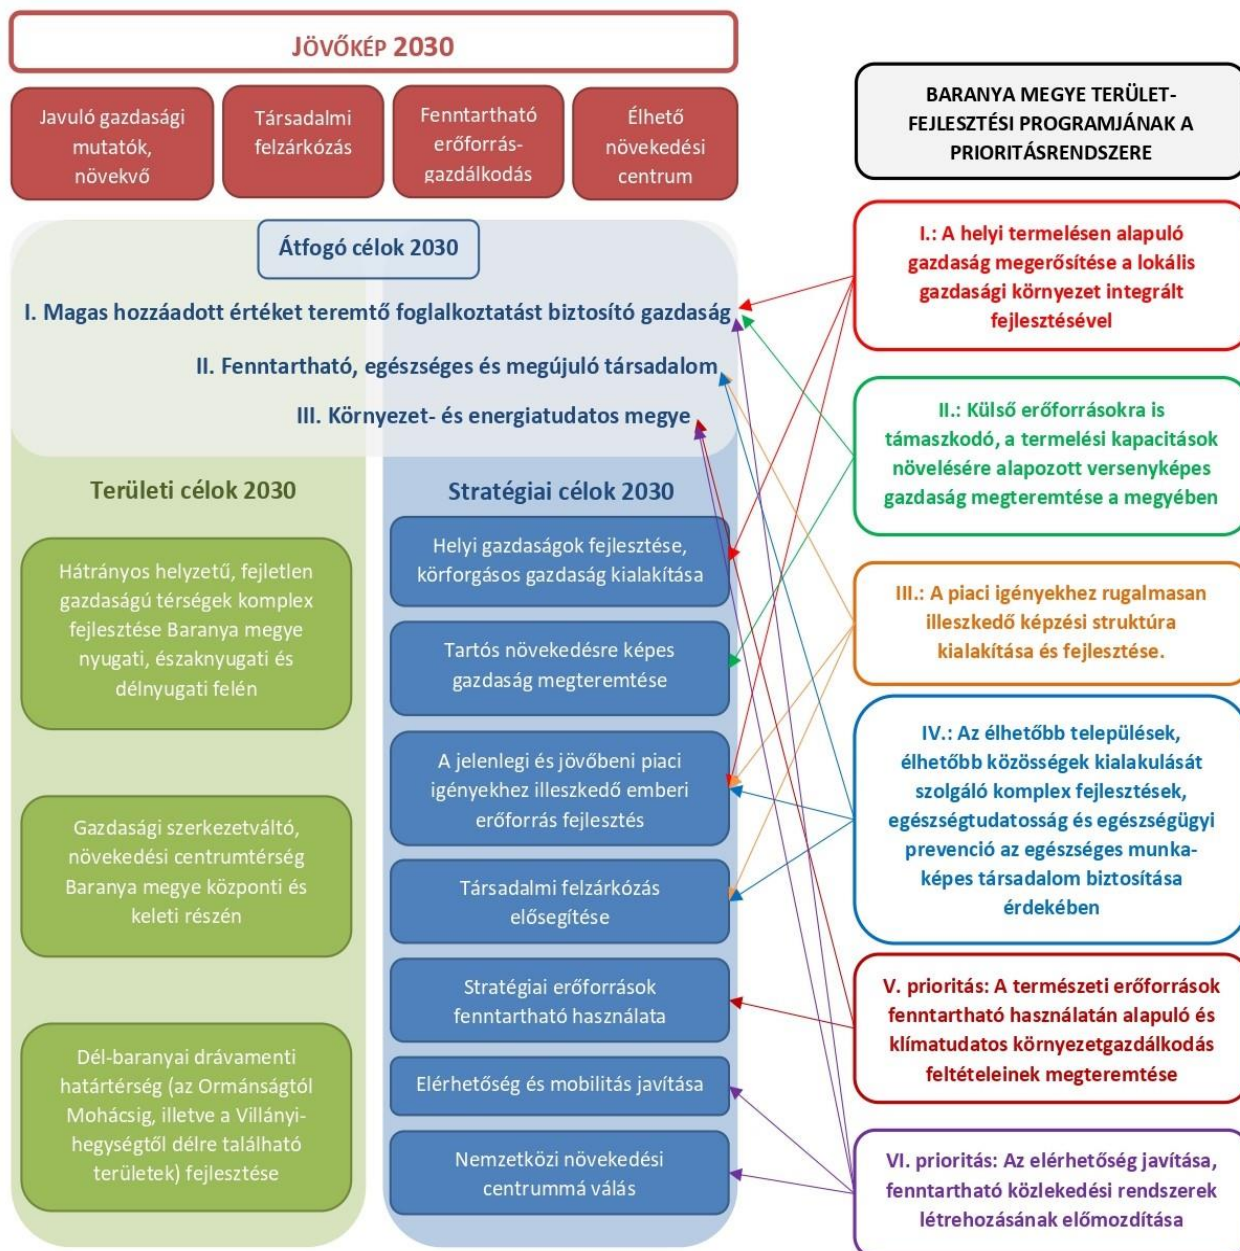 JÖVŐKÉP 2030
Javuló gazdasági
mutatók,
növekvő
Társadalmi
felzárkózás
Fenntartható
erőforrás-
gazdálkodás
Élhető
növekedési
centrum
Átfogó célok 2030
I. Magas hozzáadott értéket teremtő foglalkoztatást biztosító gazdaság
II. Fenntartható, egészséges és megújuló társadalom
III. Környezet- és energiatudatos megye
Területi célok 2030
Hátrányos helyzetű, fejletlen
gazdaságú térségek komplex
fejlesztése Baranya megye
nyugati, északnyugati és
délnyugati felén
Gazdasági szerkezetváltó,
növekedési centrumtérség
Baranya megye központi és
keleti részén
Dél-baranyai drávamenti
határtérség (az Ormánságtól
Mohácsig, illetve a Villányi-
hegységtől délre található
területek) fejlesztése
Stratégiai célok 2030
Helyi gazdaságok fejlesztése,
körforgásos gazdaság kialakítása
Tartós növekedésre képes
gazdaság megteremtése
A jelenlegi és jövőbeni piaci
igényekhez illeszkedő emberi
erőforrás fejlesztés
Társadalmi felzárkózás
elősegítése
Stratégiai erőforrások
fenntartható használata
Elérhetőség és mobilitás javítása
Nemzetközi növekedési
centrummá válás
BARANYA MEGYE TERÜLET-
FEJLESZTÉSI PROGRAMJÁNAK A
PRIORITÁSRENDSZERE
I.: A helyi termelésen alapuló
gazdaság megerősítése a lokális
gazdasági környezet integrált
fejlesztésével
II.: Külső erőforrásokra is
támaszkodó, a termelési kapacitások
növelésére alapozott versenyképes
gazdaság megteremtése a megyében
III.: A piaci igényekhez rugalmasan
illeszkedő képzési struktúra
kialakítása és fejlesztése.
IV.: Az élhetőbb települések,
élhetőbb közösségek kialakulását
szolgáló komplex fejlesztések,
egészségtudatosság és egészségügyi
prevenció az egészséges munka-
képes társadalom biztosítása
érdekében
V. prioritás: A természeti erőforrások
fenntartható használatán alapuló és
klímatudatos környezetgazdálkodás
feltételeinek megteremtése
VI. prioritás: Az elérhetőség javítása,
fenntartható közlekedési rendszerek
létrehozásának előmozdítása